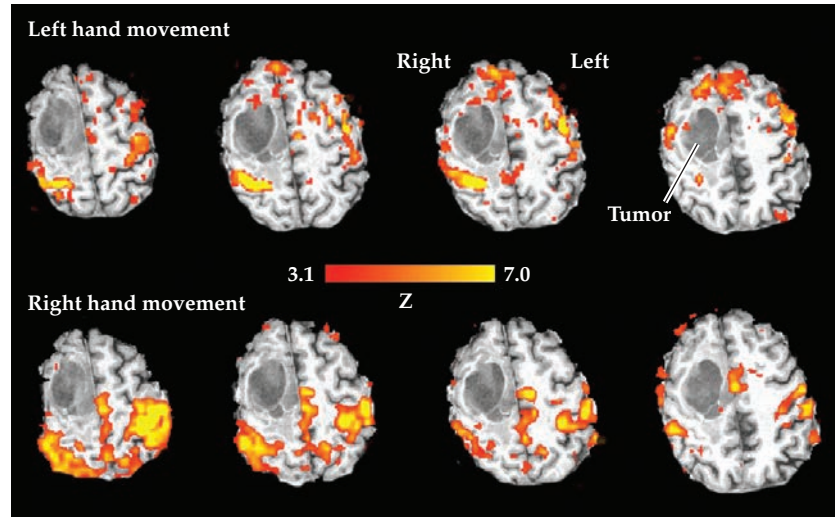 Left hand movement
Right Left
Tumor
3.1 7.0
Z
Right hand movement